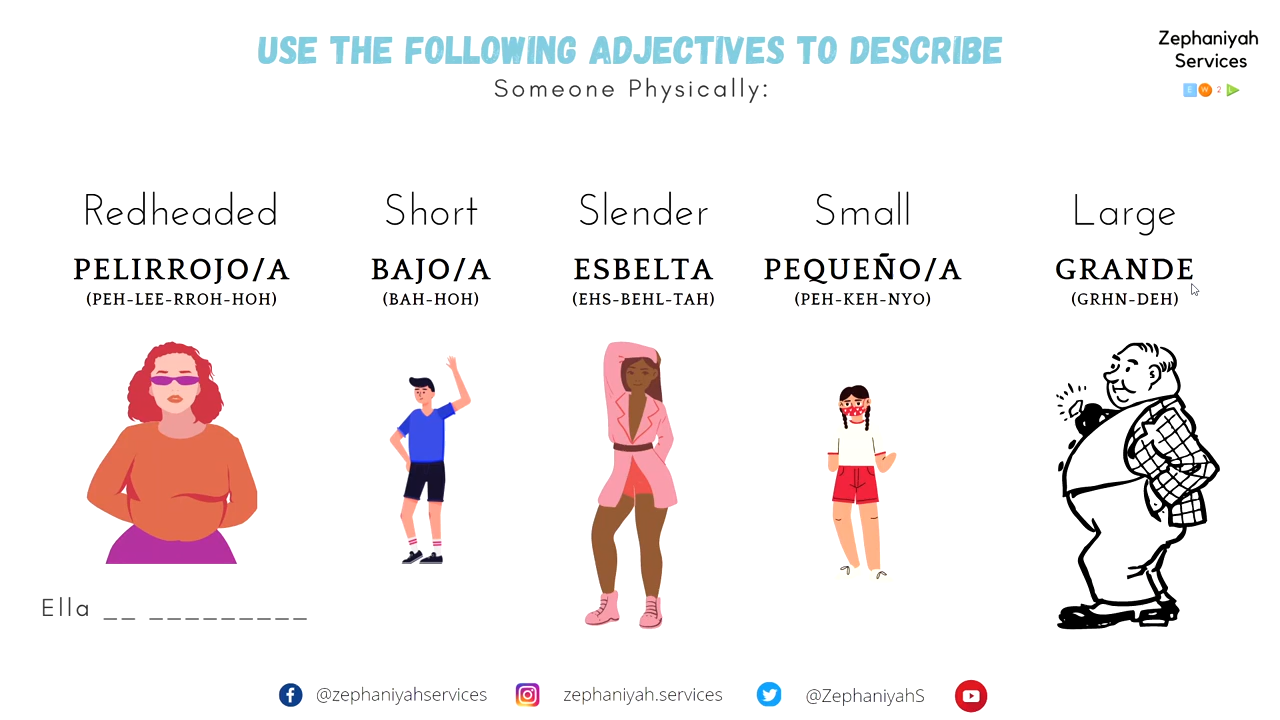 USE THE FOLLOWING ADJECTIVES TO DESCRIBE
Someone Physically:
Zephaniyah
Services
E W 2 L
Redheaded
PELIRROJO/A
(PEH-LEE-RROH-HOH)
Short
BAJO/A
(BAH-HOH)
Slender
ESBELTA
(EHS-BEHL-TAH)
Small
PEQUEÑO/A
(PEH-KEH-NYO)
Large
GRANDE
(GRHN-DEH)
Ella __ _________
@zephaniyahservices
zephaniyah.services
@ZephaniyahS